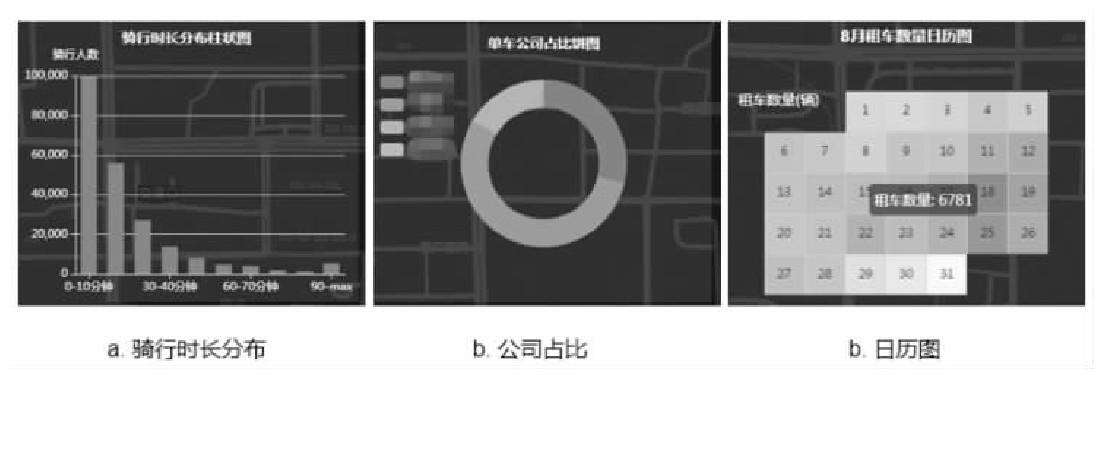 骑行时长分布柱状图
骑行人数
100,000
80,000
60,000
40,000
20,000
0
0-10分钟 30-40分钟 60-70分钟 90-max
单车公司占比饼图
8月租车数量日历图
租车数量(辆)
1 2 3 4 5
6 7 8 9 10 11 12
13 14 15 18 19
租车数量: 6781
20 21 22 23 24 25 26
27 28 29 30 31
a. 骑行时长分布
b. 公司占比
b. 日历图